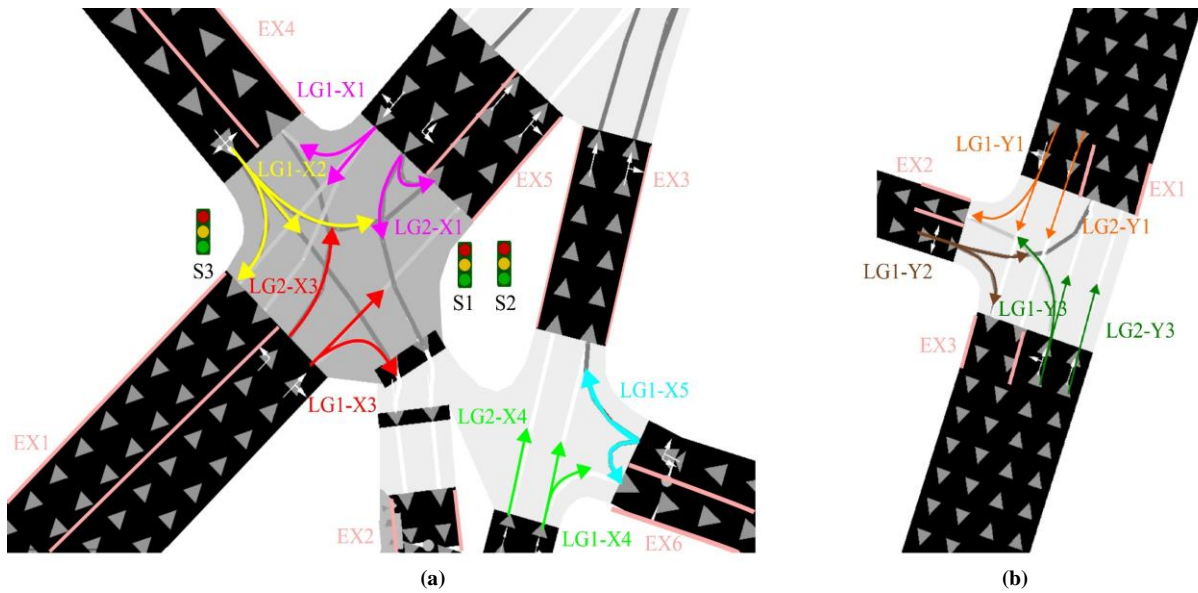 EX4
LG1-X1
LG1-X2
EX5
EX3
LG2-X1
S3
LG2-X3
S1
S2
LG1-X3
LG1-X5
LG2-X4
EX1
EX2
LG1-X4
EX6
(a)
LG1-Y1
EX2
EX1
LG2-Y1
LG1-Y2
LG1-Y3
LG2-Y3
EX3
(b)